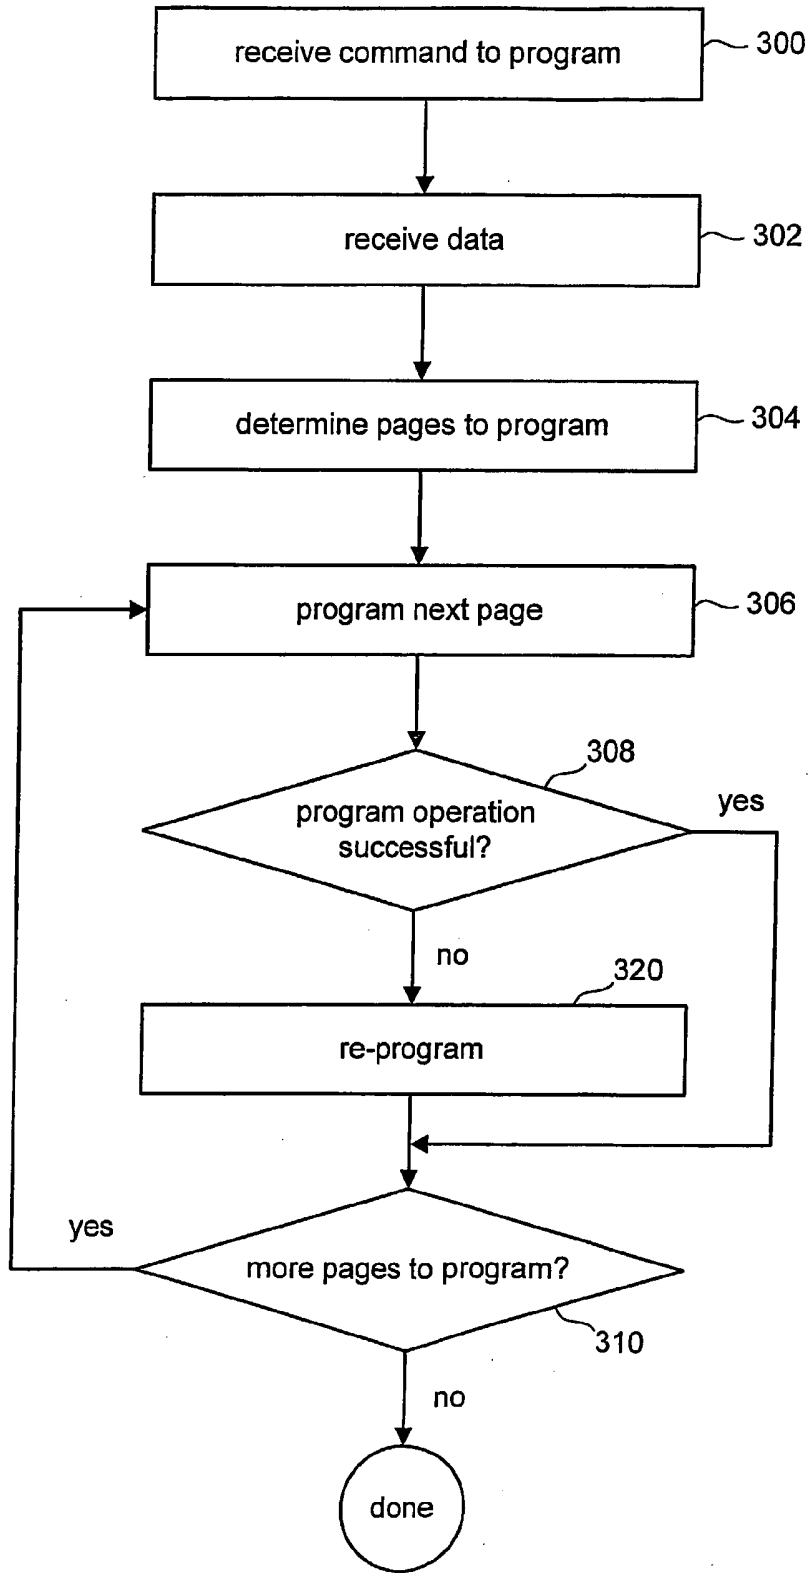 receive command to program
300
receive data
302
determine pages to program
304
program next page
306
308
program operation
successful?
yes
no
320
re-program
yes
more pages to program?
310
no
done